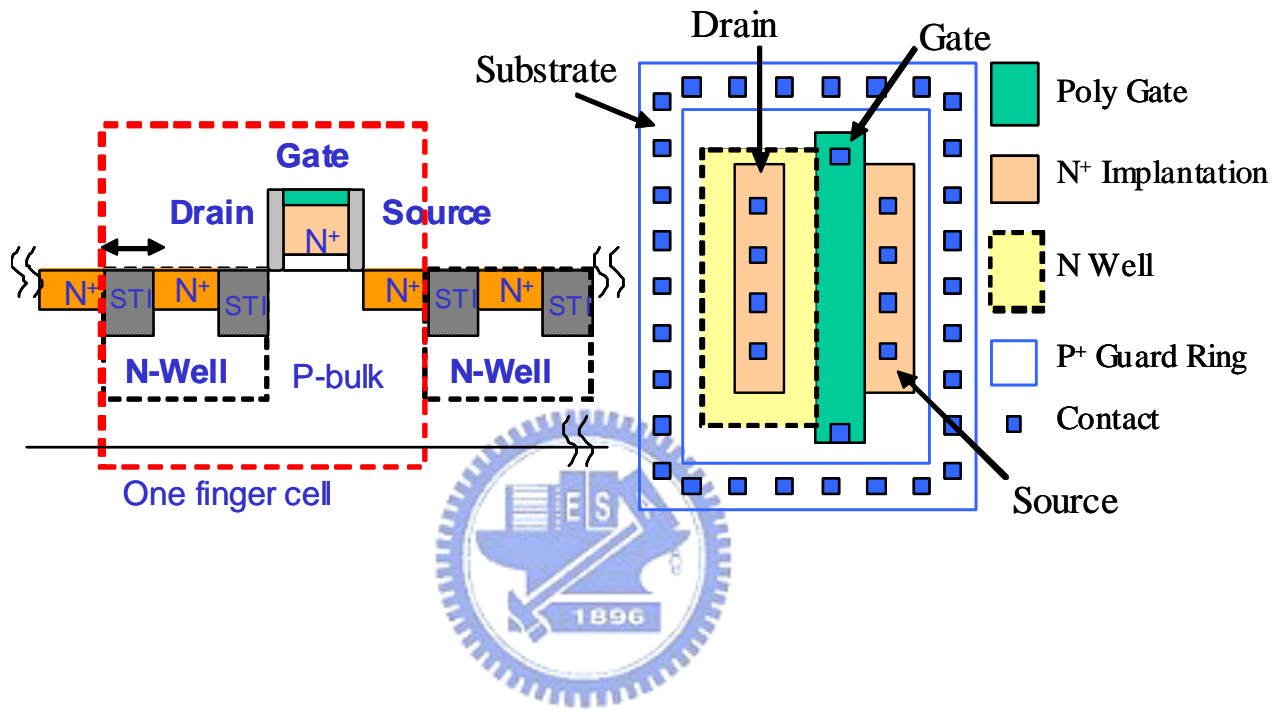 Drain
Gate
Substrate
Poly Gate
Gate
N+ Implantation
Drain
Source
N+
N Well
N+
STI
N+
STI
N+
STI
N+
STI
N-Well
P-bulk
N-Well
P+ Guard Ring
Contact
One finger cell
Source
E S
1896